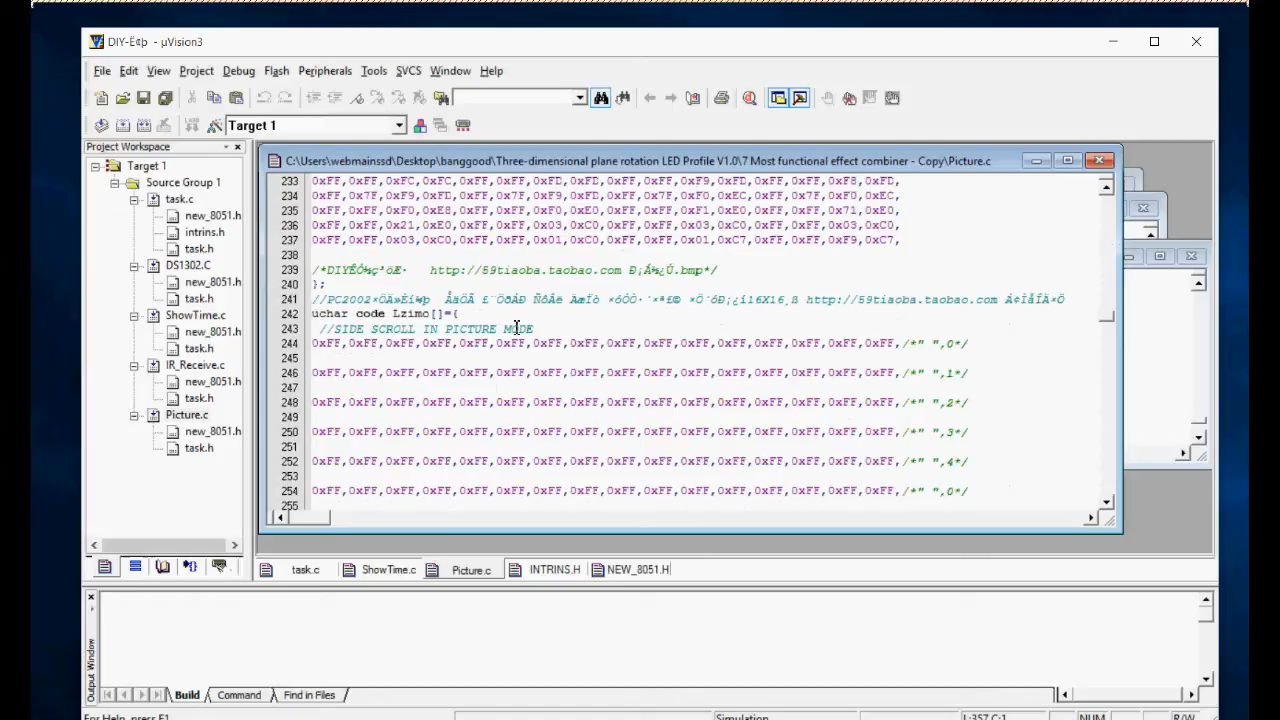 DIY-Ë¢þ - µVision3
File Edit View Project Debug Flash Peripherals Tools SVCS Window Help
Target 1
Project Workspace
Target 1
Source Group 1
task.c
new_8051.h
intrins.h
task.h
DS1302.C
new_8051.h
task.h
ShowTime.c
new_8051.h
task.h
IR_Receive.c
new_8051.h
task.h
Picture.c
new_8051.h
task.h
C:\Users\webmainssd\Desktop\banggood\Three-dimensional plane rotation LED Profile V1.0\7 Most functional effect combiner - Copy\Picture.c
233 0xFF,0xFF,0xFC,0xFC,0xFF,0xFF,0xFD,0xFD,0xFF,0xFF,0xF9,0xFD,0xFF,0xFF,0xF8,0xFD,
234 0xFF,0x7F,0xF9,0xFD,0xFF,0x7F,0xF9,0xFD,0xFF,0x7F,0xF0,0xEC,0xFF,0x7F,0xF0,0xEC,
235 0xFF,0xFF,0xF0,0xE8,0xFF,0xFF,0xF0,0xE0,0xFF,0xFF,0xF1,0xE0,0xFF,0xFF,0x71,0xE0,
236 0xFF,0xFF,0x21,0xE0,0xFF,0xFF,0x03,0xC0,0xFF,0xFF,0x03,0xC0,0xFF,0xFF,0x03,0xC0,
237 0xFF,0xFF,0x03,0xC0,0xFF,0xFF,0x01,0xC0,0xFF,0xFF,0x01,0xC7,0xFF,0xFF,0xF9,0xC7,
238
239 /*DIY http://59tiaoba.taobao.com .bmp*/
240 };
241 //PC2002 http://59tiaoba.taobao.com
242 uchar code Lzimo[]={
243 //SIDE SCROLL IN PICTURE MODE
244 0xFF,0xFF,0xFF,0xFF,0xFF,0xFF,0xFF,0xFF,0xFF,0xFF,0xFF,0xFF,0xFF,0xFF,0xFF,0xFF,/*" ",0*/
245
246 0xFF,0xFF,0xFF,0xFF,0xFF,0xFF,0xFF,0xFF,0xFF,0xFF,0xFF,0xFF,0xFF,0xFF,0xFF,0xFF,/*" ",1*/
247
248 0xFF,0xFF,0xFF,0xFF,0xFF,0xFF,0xFF,0xFF,0xFF,0xFF,0xFF,0xFF,0xFF,0xFF,0xFF,0xFF,/*" ",2*/
249
250 0xFF,0xFF,0xFF,0xFF,0xFF,0xFF,0xFF,0xFF,0xFF,0xFF,0xFF,0xFF,0xFF,0xFF,0xFF,0xFF,/*" ",3*/
251
252 0xFF,0xFF,0xFF,0xFF,0xFF,0xFF,0xFF,0xFF,0xFF,0xFF,0xFF,0xFF,0xFF,0xFF,0xFF,0xFF,/*" ",4*/
253
254 0xFF,0xFF,0xFF,0xFF,0xFF,0xFF,0xFF,0xFF,0xFF,0xFF,0xFF,0xFF,0xFF,0xFF,0xFF,0xFF,/*" ",0*/
255
task.c ShowTime.c Picture.c INTRINS.H NEW_8051.H
Output Window
Build Command Find in Files
For Help, press F1 Simulation L:357 C:1 NUM R/W